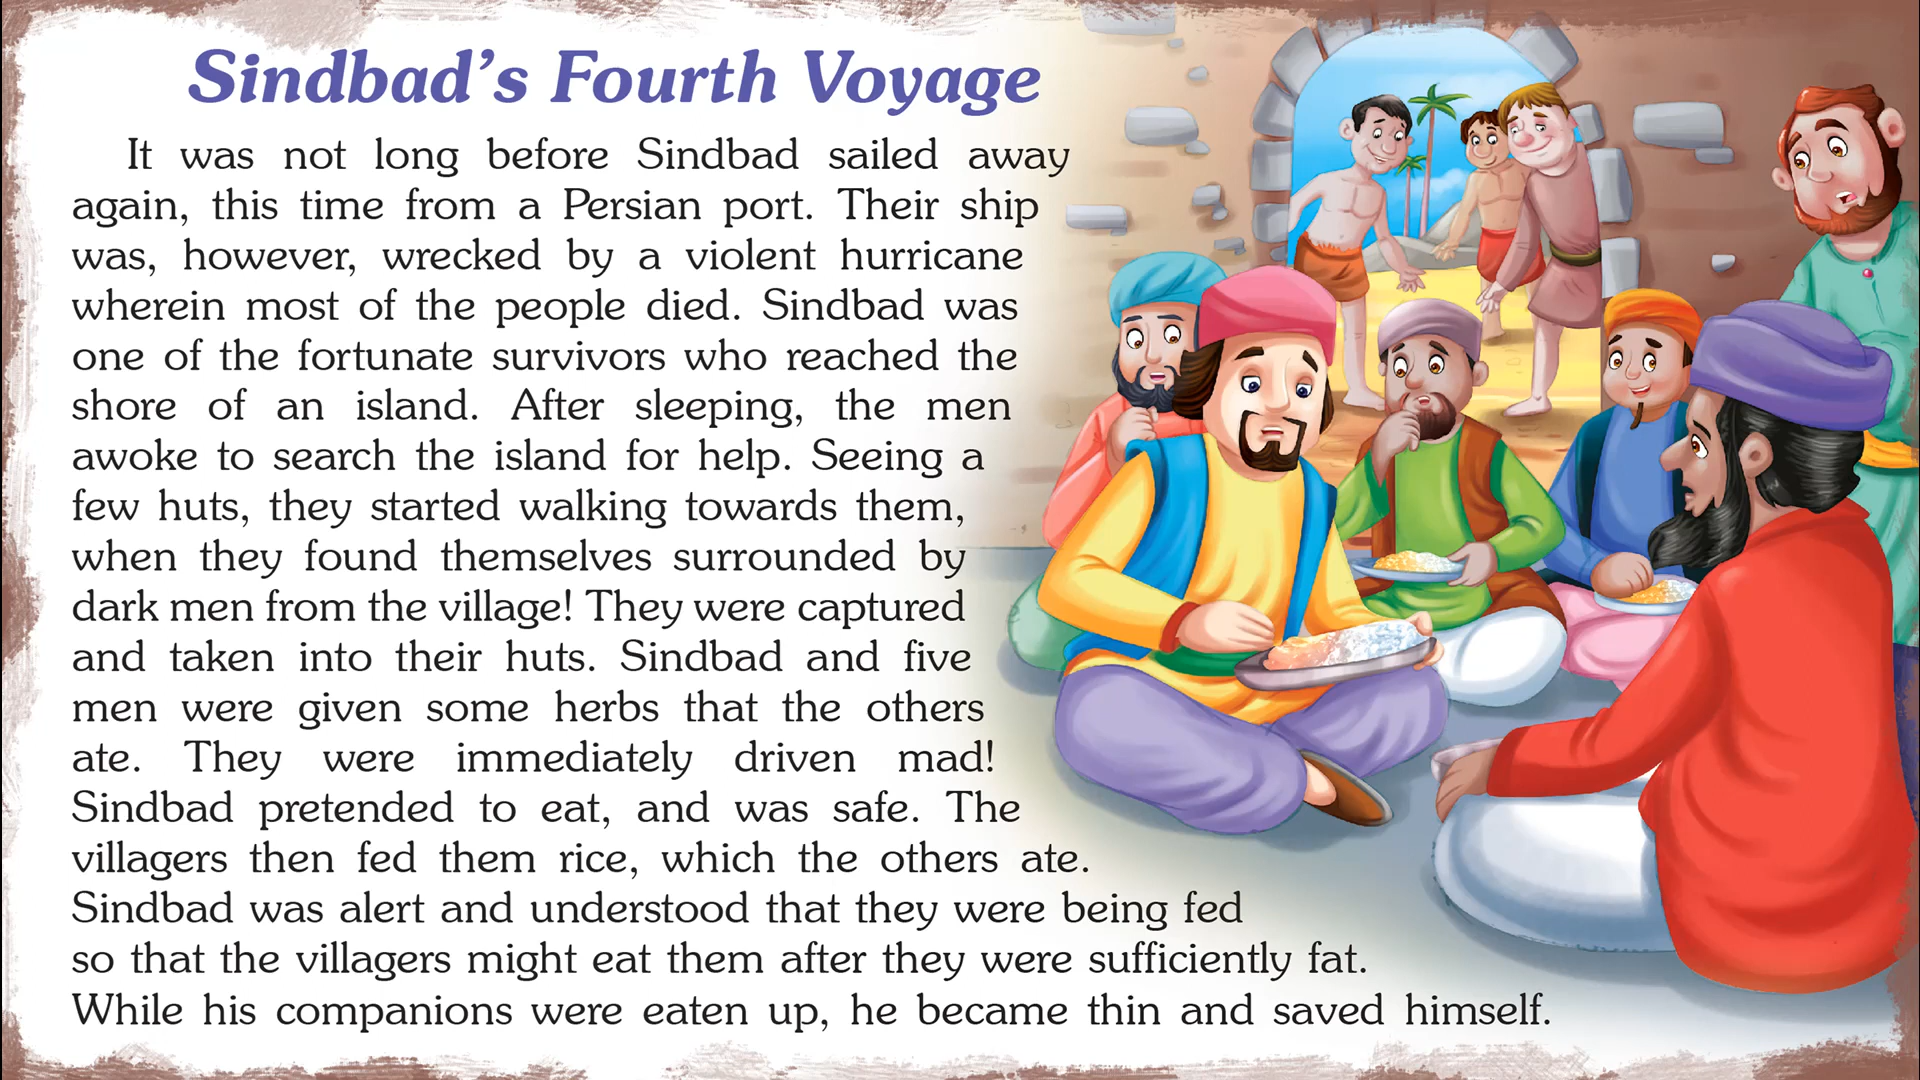 Sindbad’s Fourth Voyage
It was not long before Sindbad sailed away
again, this time from a Persian port. Their ship
was, however, wrecked by a violent hurricane
wherein most of the people died. Sindbad was
one of the fortunate survivors who reached the
shore of an island. After sleeping, the men
awoke to search the island for help. Seeing a
few huts, they started walking towards them,
when they found themselves surrounded by
dark men from the village! They were captured
and taken into their huts. Sindbad and five
men were given some herbs that the others
ate. They were immediately driven mad!
Sindbad pretended to eat, and was safe. The
villagers then fed them rice, which the others ate.
Sindbad was alert and understood that they were being fed
so that the villagers might eat them after they were sufficiently fat.
While his companions were eaten up, he became thin and saved himself.